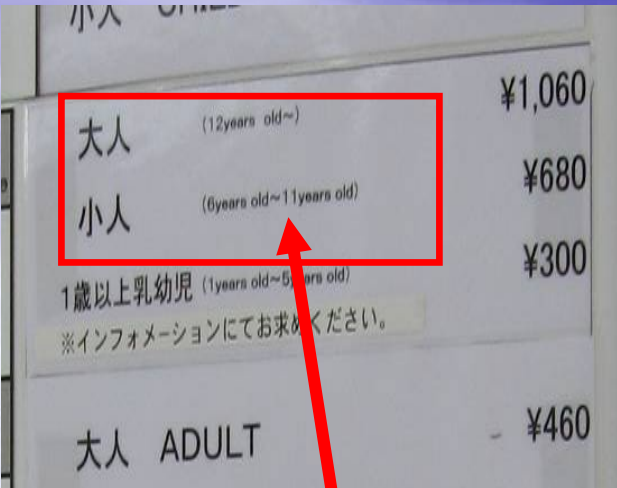 小人
大人 (12years old~) ¥1,060
小人 (6years old~11years old) ¥680
1歳以上乳幼児 (1years old~5years old) ¥300
※インフォメーションにてお求めください。
大人 ADULT ¥460